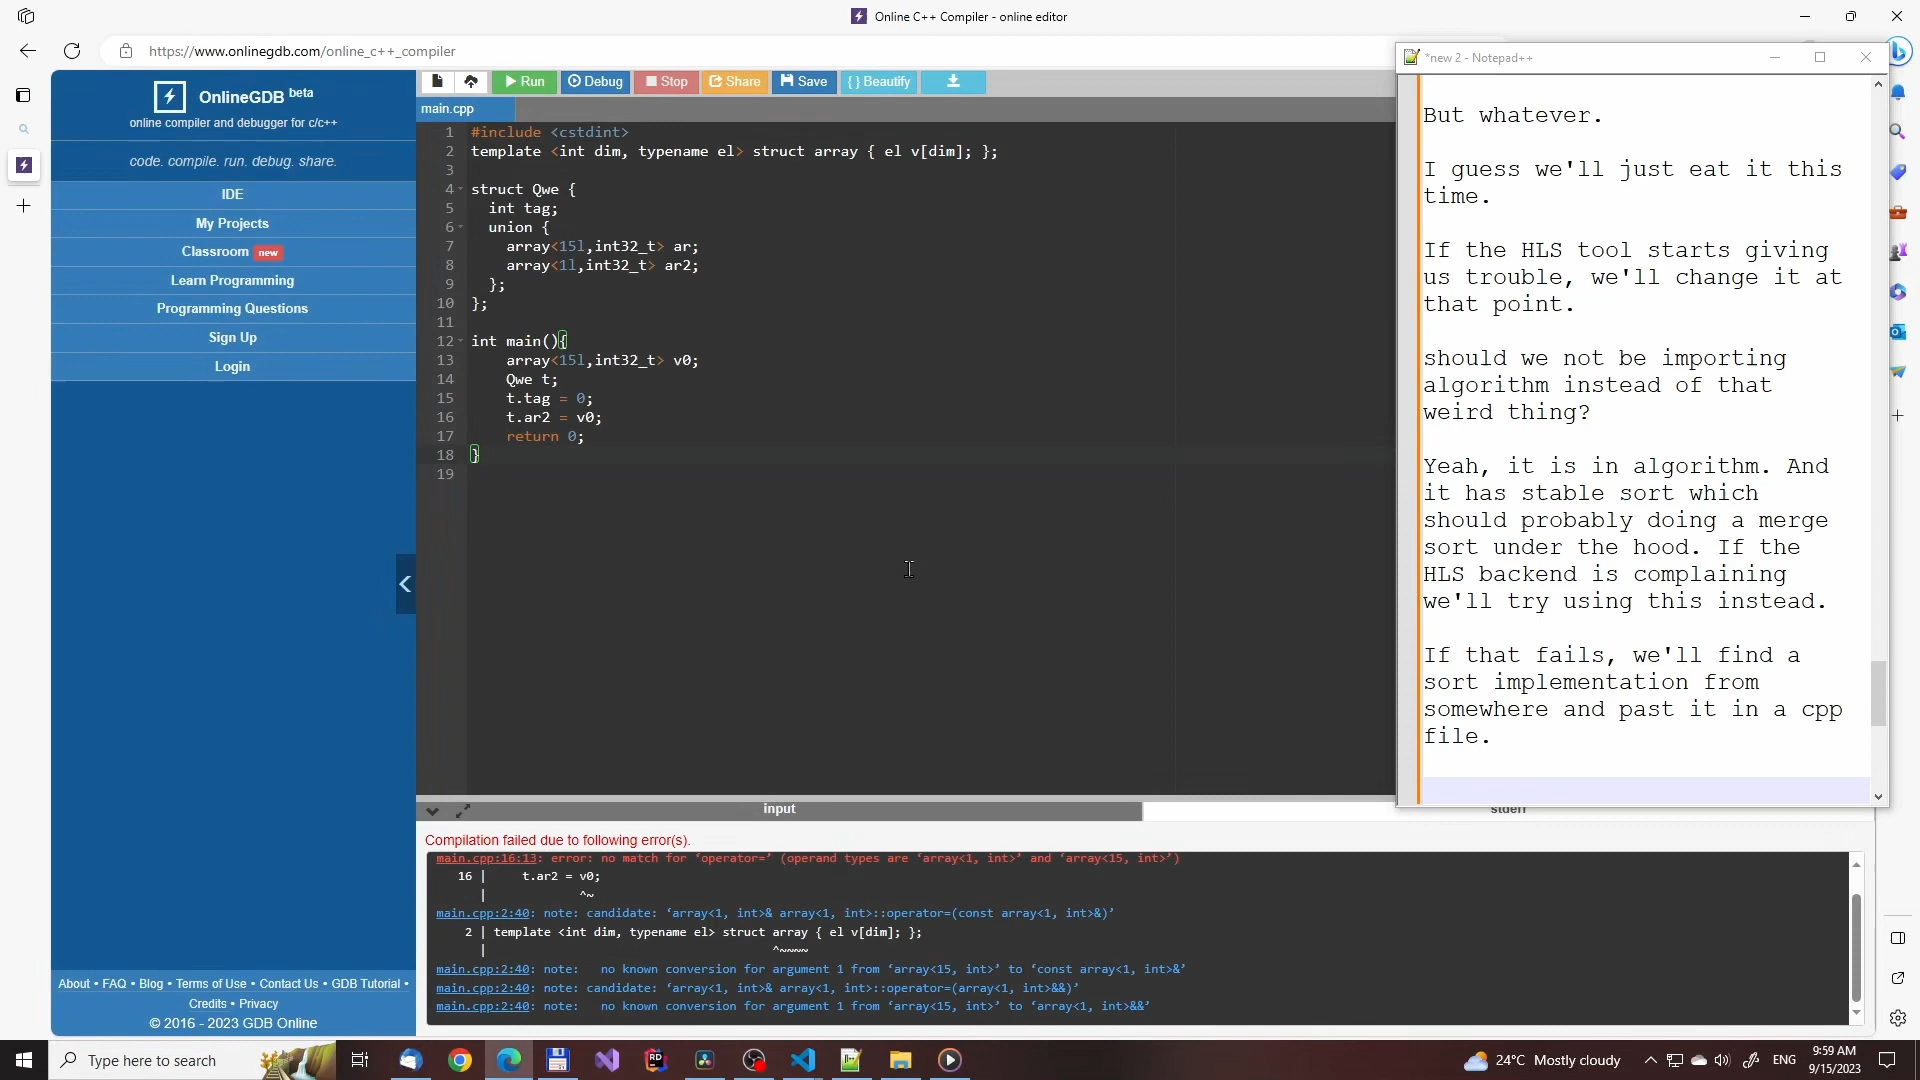 Online C++ Compiler - online editor
https://www.onlinegdb.com/online_c++_compiler
OnlineGDB beta
online compiler and debugger for c/c++
code. compile. run. debug. share.
IDE
My Projects
Classroom new
Learn Programming
Programming Questions
Sign Up
Login
About • FAQ • Blog • Terms of Use • Contact Us • GDB Tutorial •
Credits • Privacy
© 2016 - 2023 GDB Online
Run Debug Stop Share Save { } Beautify
main.cpp
1 #include <cstdint>
2 template <int dim, typename el> struct array { el v[dim]; };
3
4 struct Qwe {
5 int tag;
6 union {
7 array<15l,int32_t> ar;
8 array<1l,int32_t> ar2;
9 };
10 };
11
12 int main(){
13 array<15l,int32_t> v0;
14 Qwe t;
15 t.tag = 0;
16 t.ar2 = v0;
17 return 0;
18 }
19
input
stderr
Compilation failed due to following error(s).
main.cpp:16:13: error: no match for ‘operator=’ (operand types are ‘array<1, int>’ and ‘array<15, int>’)
16 | t.ar2 = v0;
| ^~
main.cpp:2:40: note: candidate: ‘array<1, int>& array<1, int>::operator=(const array<1, int>&)’
2 | template <int dim, typename el> struct array { el v[dim]; };
| ^~~~~
main.cpp:2:40: note: no known conversion for argument 1 from ‘array<15, int>’ to ‘const array<1, int>&’
main.cpp:2:40: note: candidate: ‘array<1, int>& array<1, int>::operator=(array<1, int>&&)’
main.cpp:2:40: note: no known conversion for argument 1 from ‘array<15, int>’ to ‘array<1, int>&&’
*new 2 - Notepad++
But whatever.
I guess we'll just eat it this
time.
If the HLS tool starts giving
us trouble, we'll change it at
that point.
should we not be importing
algorithm instead of that
weird thing?
Yeah, it is in algorithm. And
it has stable sort which
should probably doing a merge
sort under the hood. If the
HLS backend is complaining
we'll try using this instead.
If that fails, we'll find a
sort implementation from
somewhere and past it in a cpp
file.
Type here to search
24°C Mostly cloudy
ENG
9:59 AM
9/15/2023